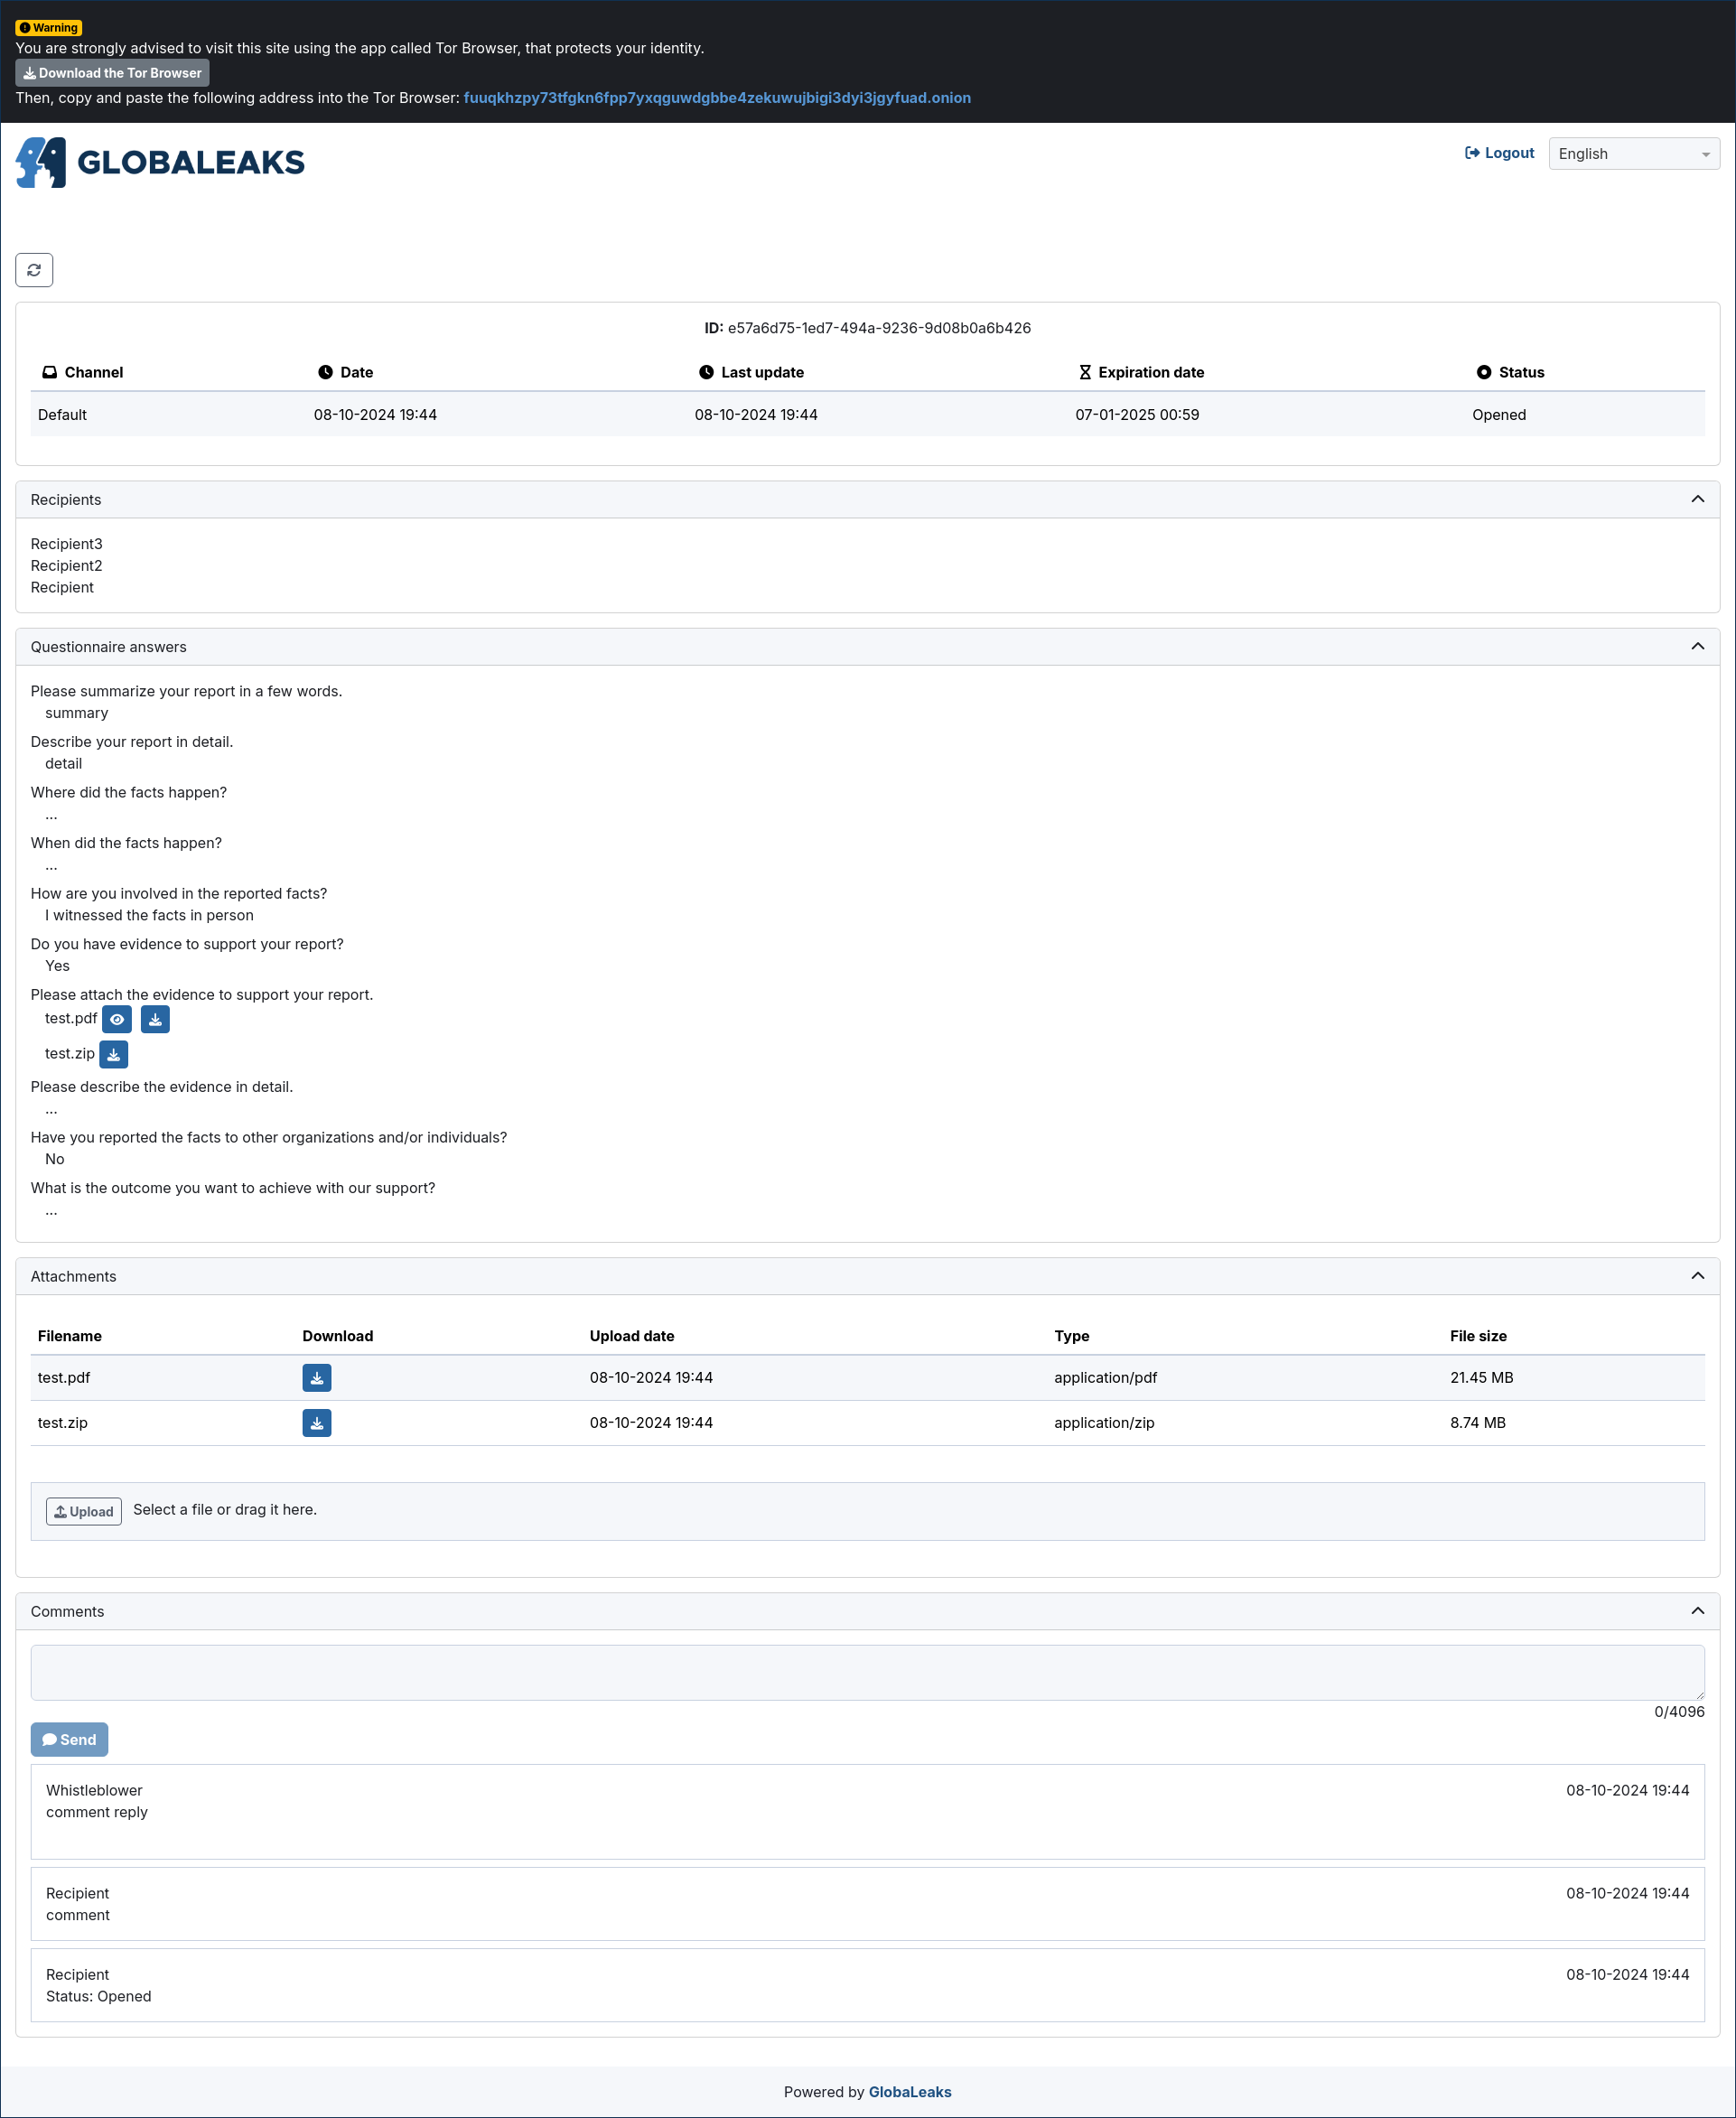 Warning
You are strongly advised to visit this site using the app called Tor Browser, that protects your identity.
Download the Tor Browser
Then, copy and paste the following address into the Tor Browser: fuuqkhzpy73tfgkn6fpp7yxqguwdgbbe4zekuwujbigi3dyi3jgyfuad.onion
GLOBALEAKS
Logout
English
ID: e57a6d75-1ed7-494a-9236-9d08b0a6b426
Channel Date Last update Expiration date Status
Default 08-10-2024 19:44 08-10-2024 19:44 07-01-2025 00:59 Opened
Recipients
Recipient3
Recipient2
Recipient
Questionnaire answers
Please summarize your report in a few words.
summary
Describe your report in detail.
detail
Where did the facts happen?
...
When did the facts happen?
...
How are you involved in the reported facts?
I witnessed the facts in person
Do you have evidence to support your report?
Yes
Please attach the evidence to support your report.
test.pdf
test.zip
Please describe the evidence in detail.
...
Have you reported the facts to other organizations and/or individuals?
No
What is the outcome you want to achieve with our support?
...
Attachments
Filename Download Upload date Type File size
test.pdf 08-10-2024 19:44 application/pdf 21.45 MB
test.zip 08-10-2024 19:44 application/zip 8.74 MB
Upload Select a file or drag it here.
Comments
0/4096
Send
Whistleblower 08-10-2024 19:44
comment reply
Recipient 08-10-2024 19:44
comment
Recipient 08-10-2024 19:44
Status: Opened
Powered by GlobaLeaks